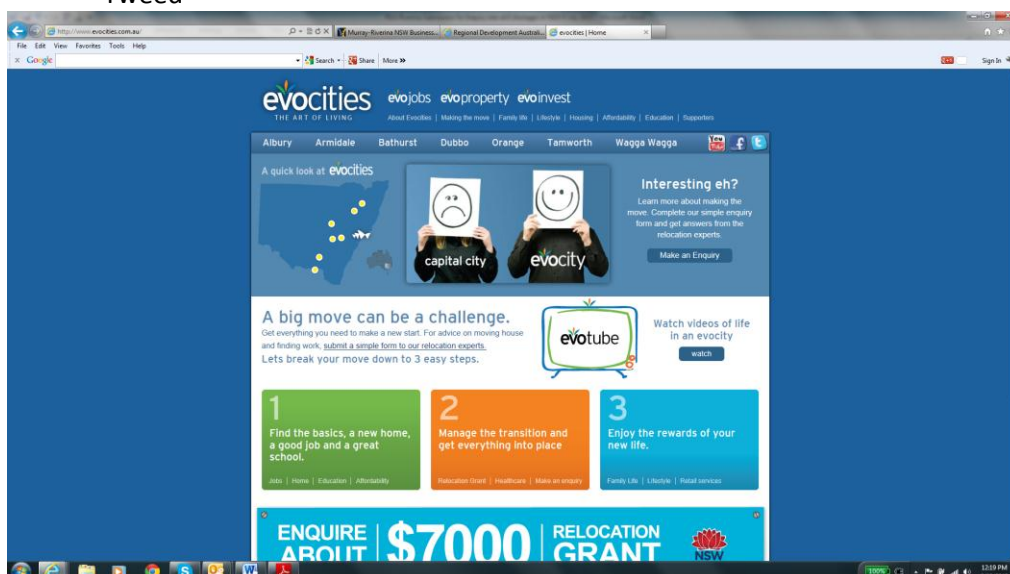 Tweed
http://www.evocities.com.au/
Murray-Riverina NSW Business...
Regional Development Australi...
evocities | Home
File Edit View Favorites Tools Help
x Google
Search
Share
More »
Sign In
evocities
THE ART OF LIVING
evojobs evoproperty evoinvest
About Evocities | Making the move | Family life | Lifestyle | Housing | Affordability | Education | Supporters
Albury Armidale Bathurst Dubbo Orange Tamworth Wagga Wagga
You Tube
A quick look at evocities
capital city
evocity
Interesting eh?
Learn more about making the
move. Complete our simple enquiry
form and get answers from the
relocation experts.
Make an Enquiry
A big move can be a challenge.
Get everything you need to make a new start. For advice on moving house
and finding work, submit a simple form to our relocation experts.
Lets break your move down to 3 easy steps.
evotube
Watch videos of life
in an evocity
watch
1
Find the basics, a new home,
a good job and a great
school.
Jobs | Home | Education | Affordability
2
Manage the transition and
get everything into place
Relocation Grant | Healthcare | Make an enquiry
3
Enjoy the rewards of your
new life.
Family Life | Lifestyle | Retail services
ENQUIRE
ABOUT
$7000
RELOCATION
GRANT
NSW
100%
12:19 PM